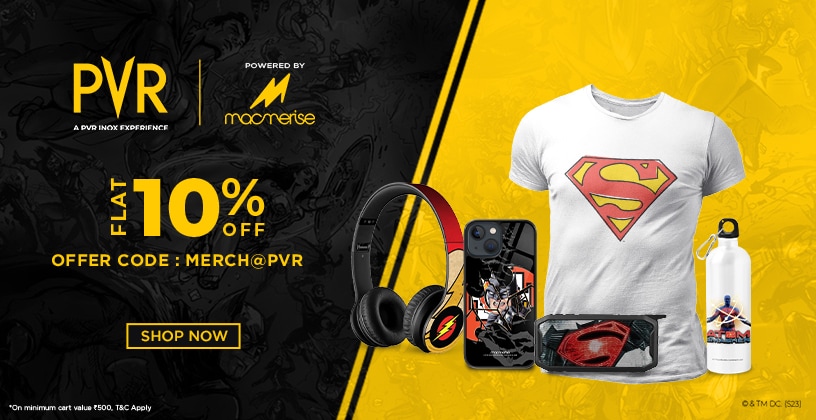 PVR
A PVR INOX EXPERIENCE
POWERED BY
macmerise
FLAT 10% OFF
OFFER CODE : MERCH@PVR
SHOP NOW
*On minimum cart value ₹500, T&C Apply
macmerise
© & TM DC. (S23)